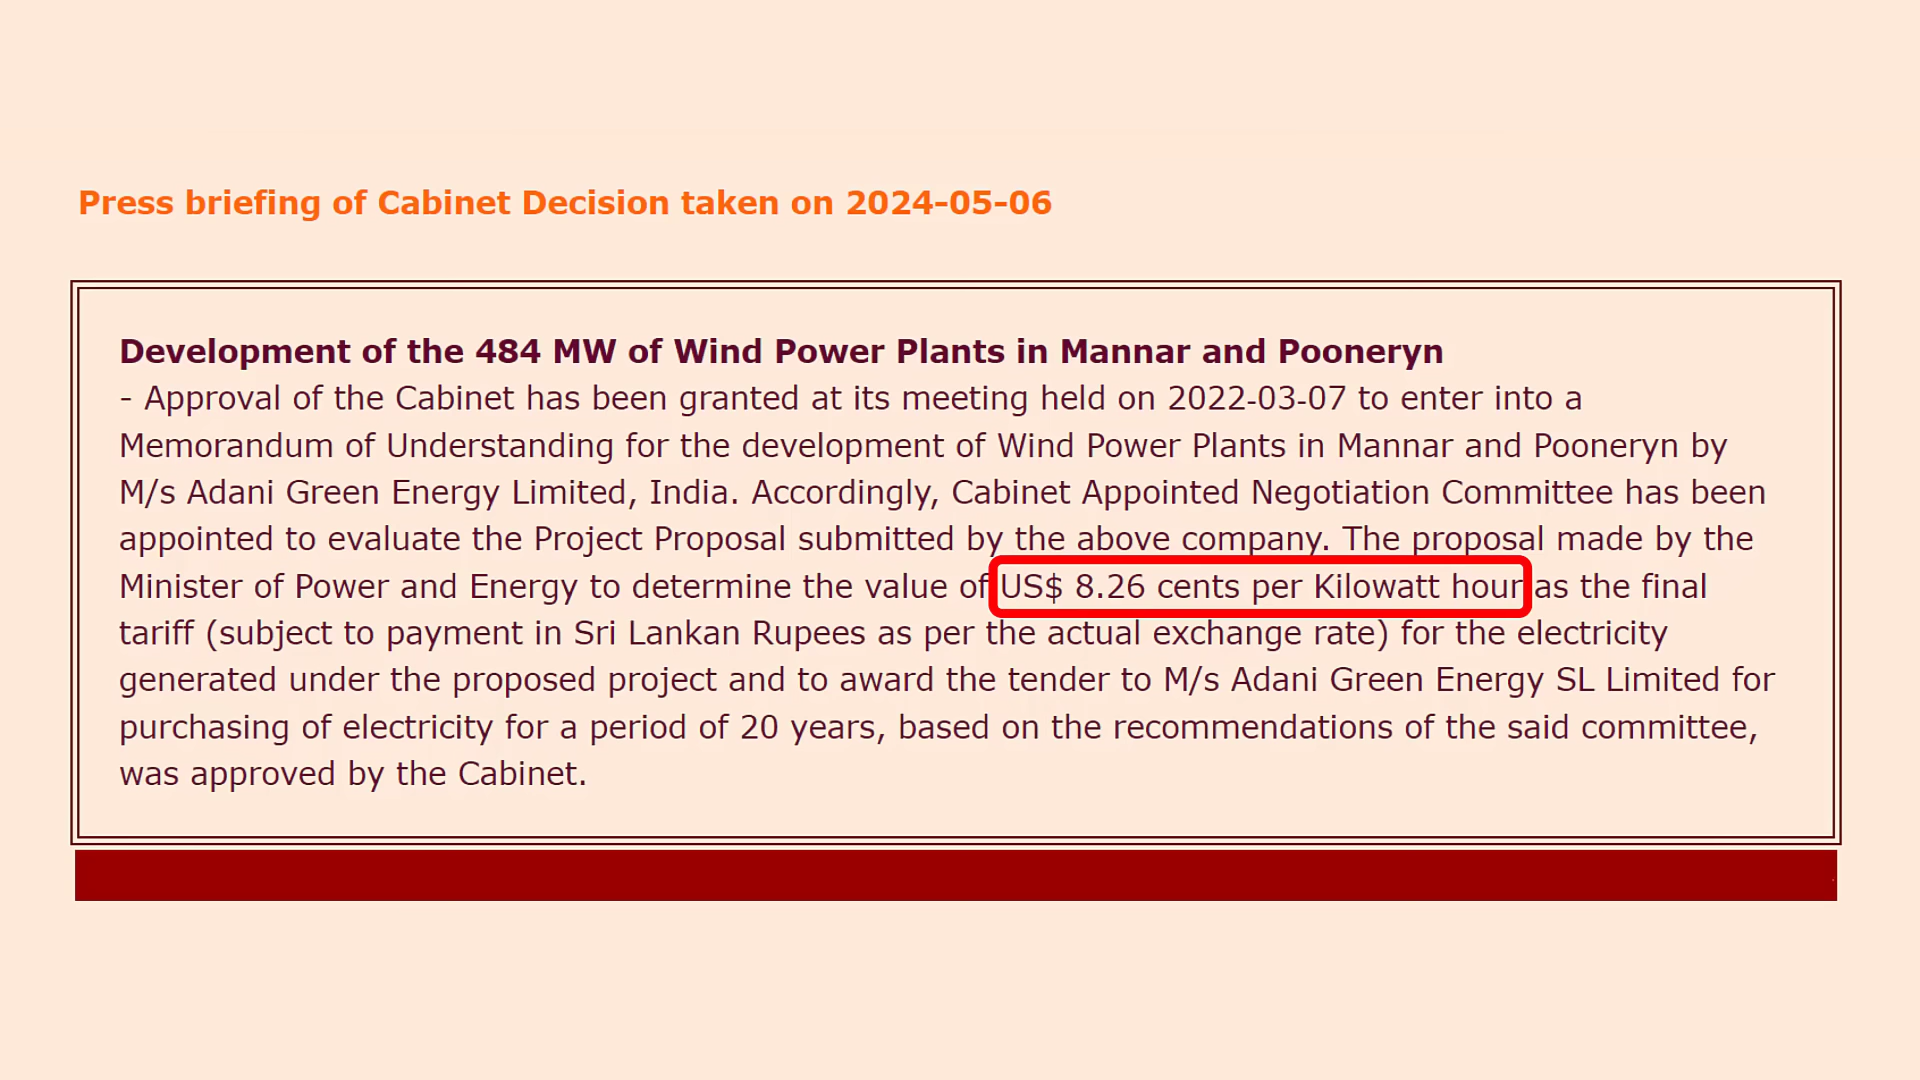 Press briefing of Cabinet Decision taken on 2024-05-06
Development of the 484 MW of Wind Power Plants in Mannar and Pooneryn
- Approval of the Cabinet has been granted at its meeting held on 2022-03-07 to enter into a
Memorandum of Understanding for the development of Wind Power Plants in Mannar and Pooneryn by
M/s Adani Green Energy Limited, India. Accordingly, Cabinet Appointed Negotiation Committee has been
appointed to evaluate the Project Proposal submitted by the above company. The proposal made by the
Minister of Power and Energy to determine the value of US$ 8.26 cents per Kilowatt hour as the final
tariff (subject to payment in Sri Lankan Rupees as per the actual exchange rate) for the electricity
generated under the proposed project and to award the tender to M/s Adani Green Energy SL Limited for
purchasing of electricity for a period of 20 years, based on the recommendations of the said committee,
was approved by the Cabinet.